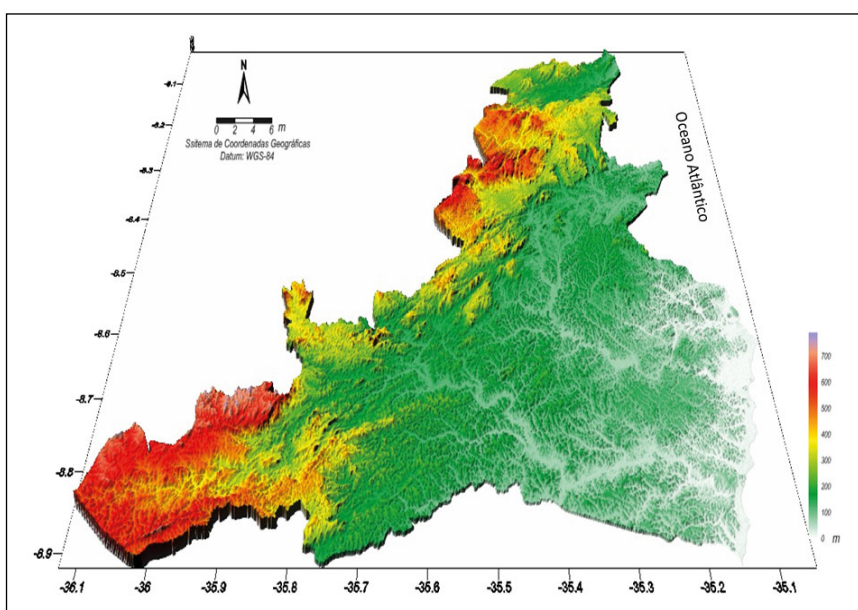 N
0 2 4 6 m
Ssitema de Coordenadas Geográficas
Datum: WGS-84
Oceano Atlântico
-8.1
-8.2
-8.3
-8.4
-8.5
-8.6
-8.7
-8.8
-8.9
700
600
500
400
300
200
100
0 m
-36.1 -36 -35.9 -35.8 -36.7 -36.6 -35.5 -35.4 -35.3 -35.2 -35.1